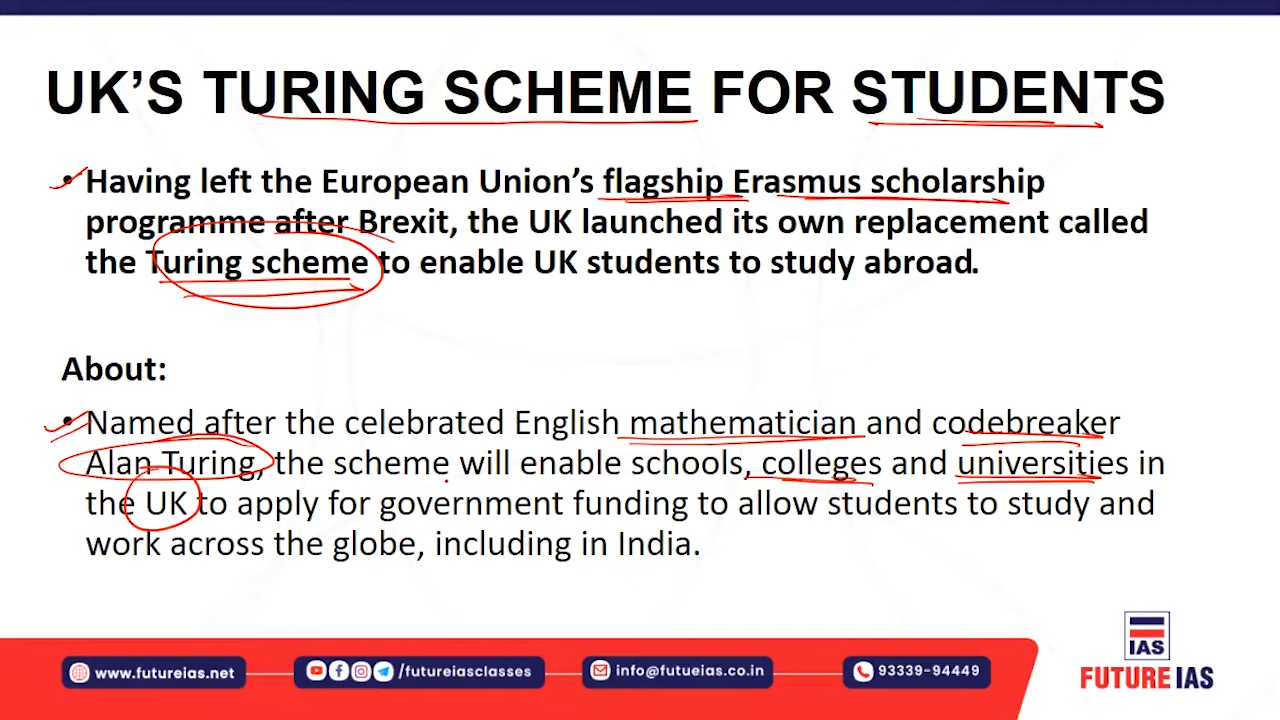 UK’S TURING SCHEME FOR STUDENTS
• Having left the European Union’s flagship Erasmus scholarship
programme after Brexit, the UK launched its own replacement called
the Turing scheme to enable UK students to study abroad.
About:
• Named after the celebrated English mathematician and codebreaker
Alan Turing, the scheme will enable schools, colleges and universities in
the UK to apply for government funding to allow students to study and
work across the globe, including in India.
www.futureias.net
/futureiasclasses
info@futueias.co.in
93339-94449
IAS
FUTURE IAS